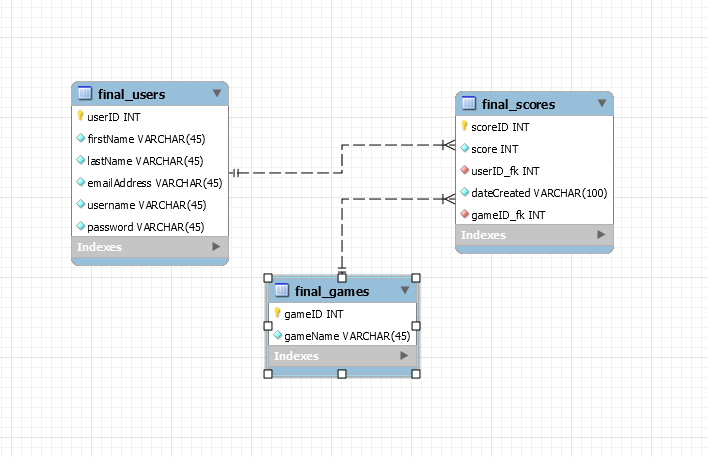 final_users
userID INT
firstName VARCHAR(45)
lastName VARCHAR(45)
emailAddress VARCHAR(45)
username VARCHAR(45)
password VARCHAR(45)
Indexes
final_scores
scoreID INT
score INT
userID_fk INT
dateCreated VARCHAR(100)
gameID_fk INT
Indexes
final_games
gameID INT
gameName VARCHAR(45)
Indexes